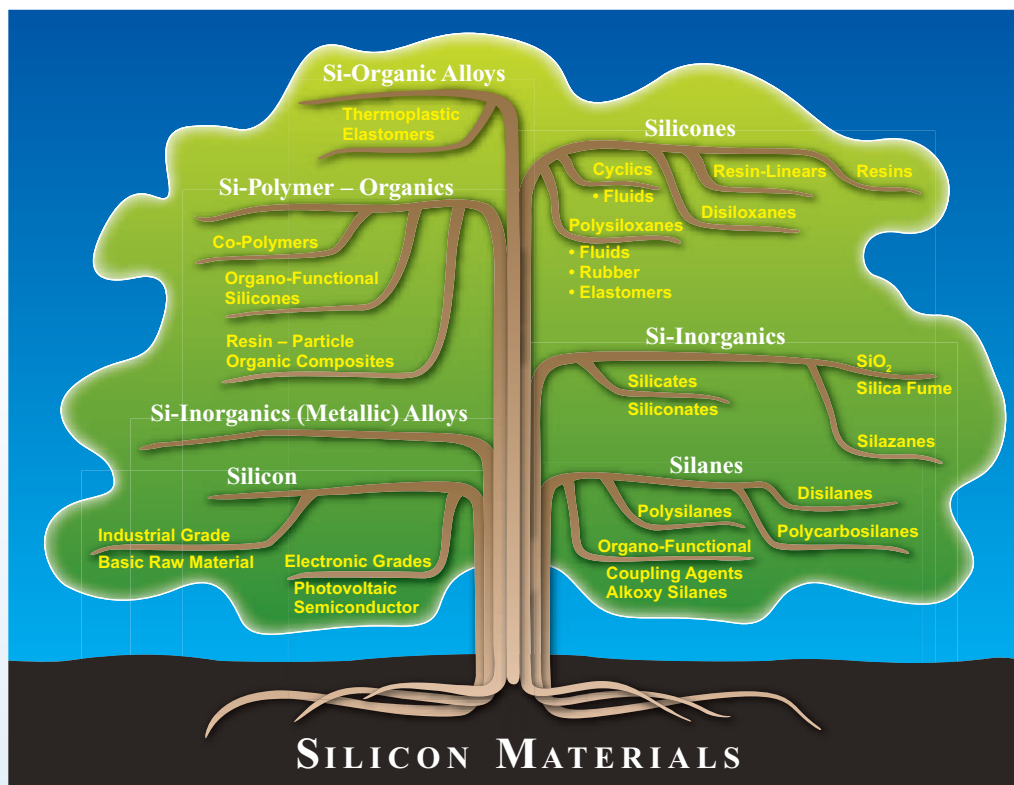 Si-Organic Alloys
Thermoplastic
Elastomers
Si-Polymer – Organics
Co-Polymers
Organo-Functional
Silicones
Resin – Particle
Organic Composites
Si-Inorganics (Metallic) Alloys
Silicon
Industrial Grade
Basic Raw Material
Electronic Grades
Photovoltaic
Semiconductor
Silicones
Cyclics
• Fluids
Resin-Linears
Resins
Disiloxanes
Polysiloxanes
• Fluids
• Rubber
• Elastomers
Si-Inorganics
Silicates
Siliconates
SiO₂
Silica Fume
Silazanes
Silanes
Disilanes
Polysilanes
Polycarbosilanes
Organo-Functional
Coupling Agents
Alkoxy Silanes
SILICON MATERIALS